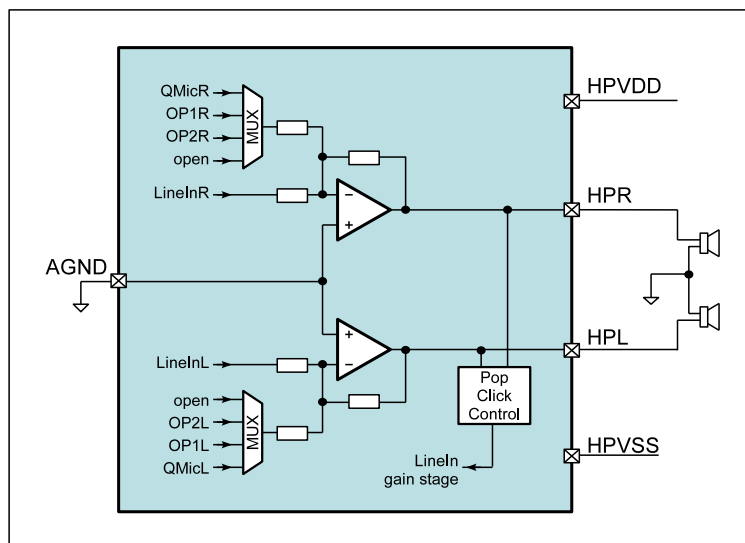 QMicR
OP1R
OP2R
open
MUX
LineInR
−
+
HPVDD
HPR
AGND
HPL
+
−
LineInL
open
OP2L
OP1L
QMicL
MUX
Pop
Click
Control
LineIn
gain stage
HPVSS